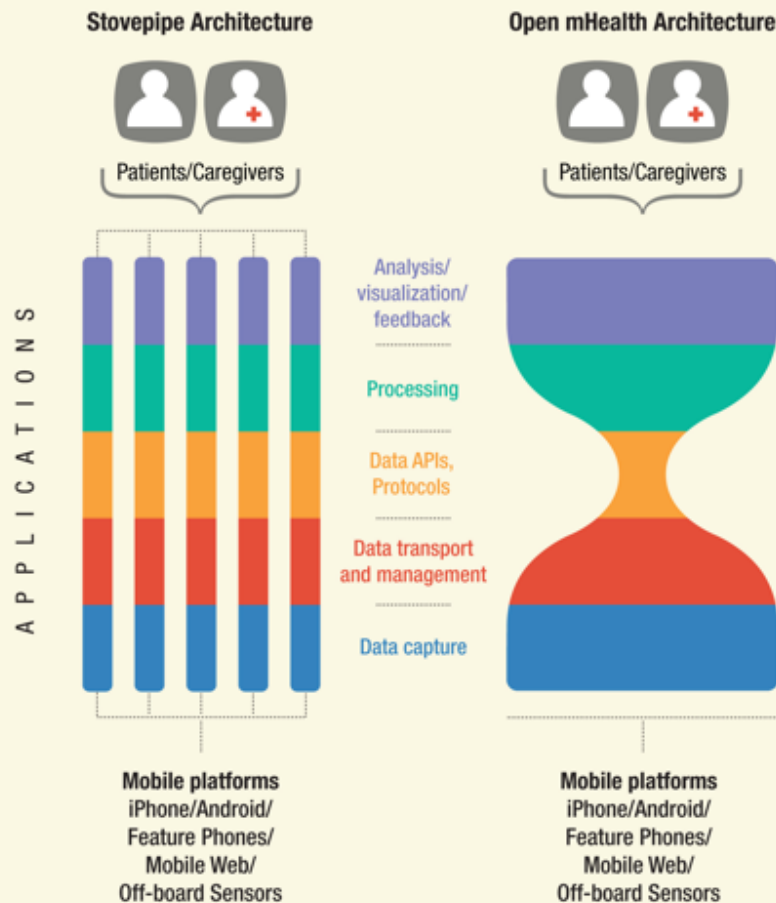 Stovepipe Architecture
Open mHealth Architecture
Patients/Caregivers
Patients/Caregivers
APPLICATIONS
Analysis/
visualization/
feedback
Processing
Data APIs,
Protocols
Data transport
and management
Data capture
Mobile platforms
iPhone/Android/
Feature Phones/
Mobile Web/
Off-board Sensors
Mobile platforms
iPhone/Android/
Feature Phones/
Mobile Web/
Off-board Sensors